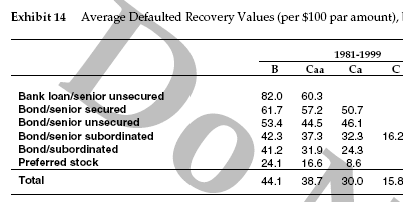 Exhibit 14 Average Defaulted Recovery Values (per $100 par amount),
1981-1999
B Caa Ca C
Bank loan/senior unsecured 82.0 60.3
Bond/senior secured 61.7 57.2 50.7
Bond/senior unsecured 53.4 44.5 46.1
Bond/senior subordinated 42.3 37.3 32.3 16.2
Bond/subordinated 41.2 31.9 24.3
Preferred stock 24.1 16.6 8.6
Total 44.1 38.7 30.0 15.8
Do N